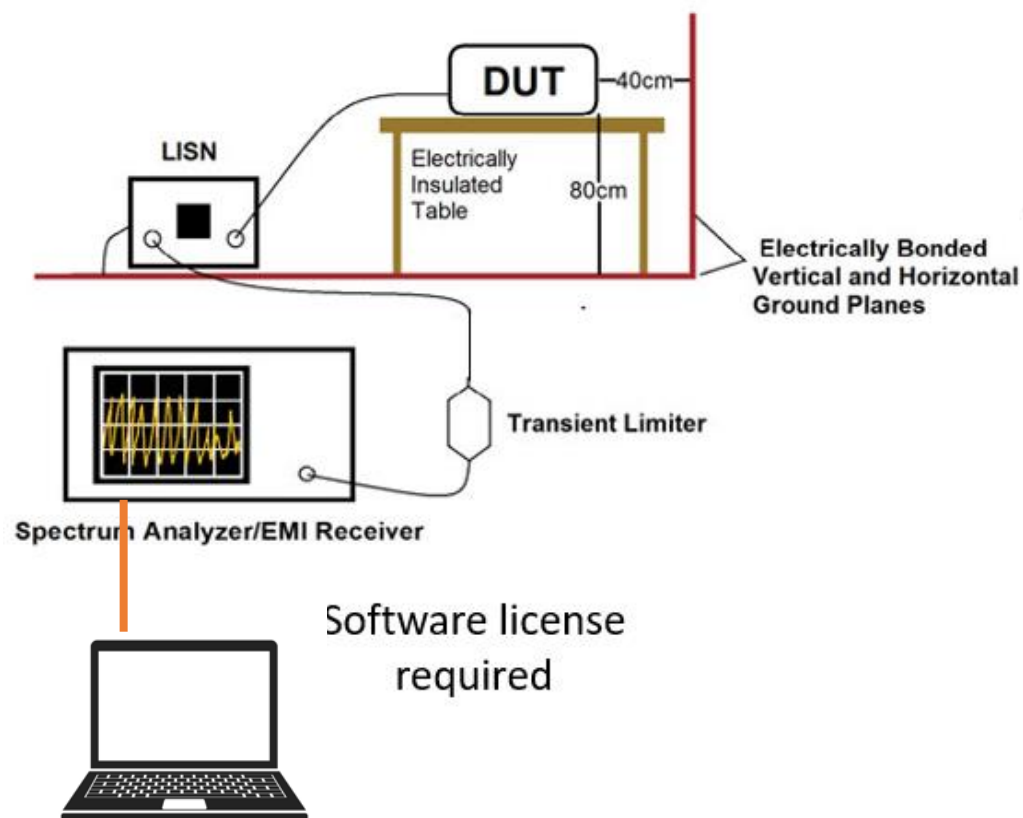 DUT
40cm
LISN
Electrically
Insulated
Table
80cm
Electrically Bonded
Vertical and Horizontal
Ground Planes
Transient Limiter
Spectrum Analyzer/EMI Receiver
Software license
required